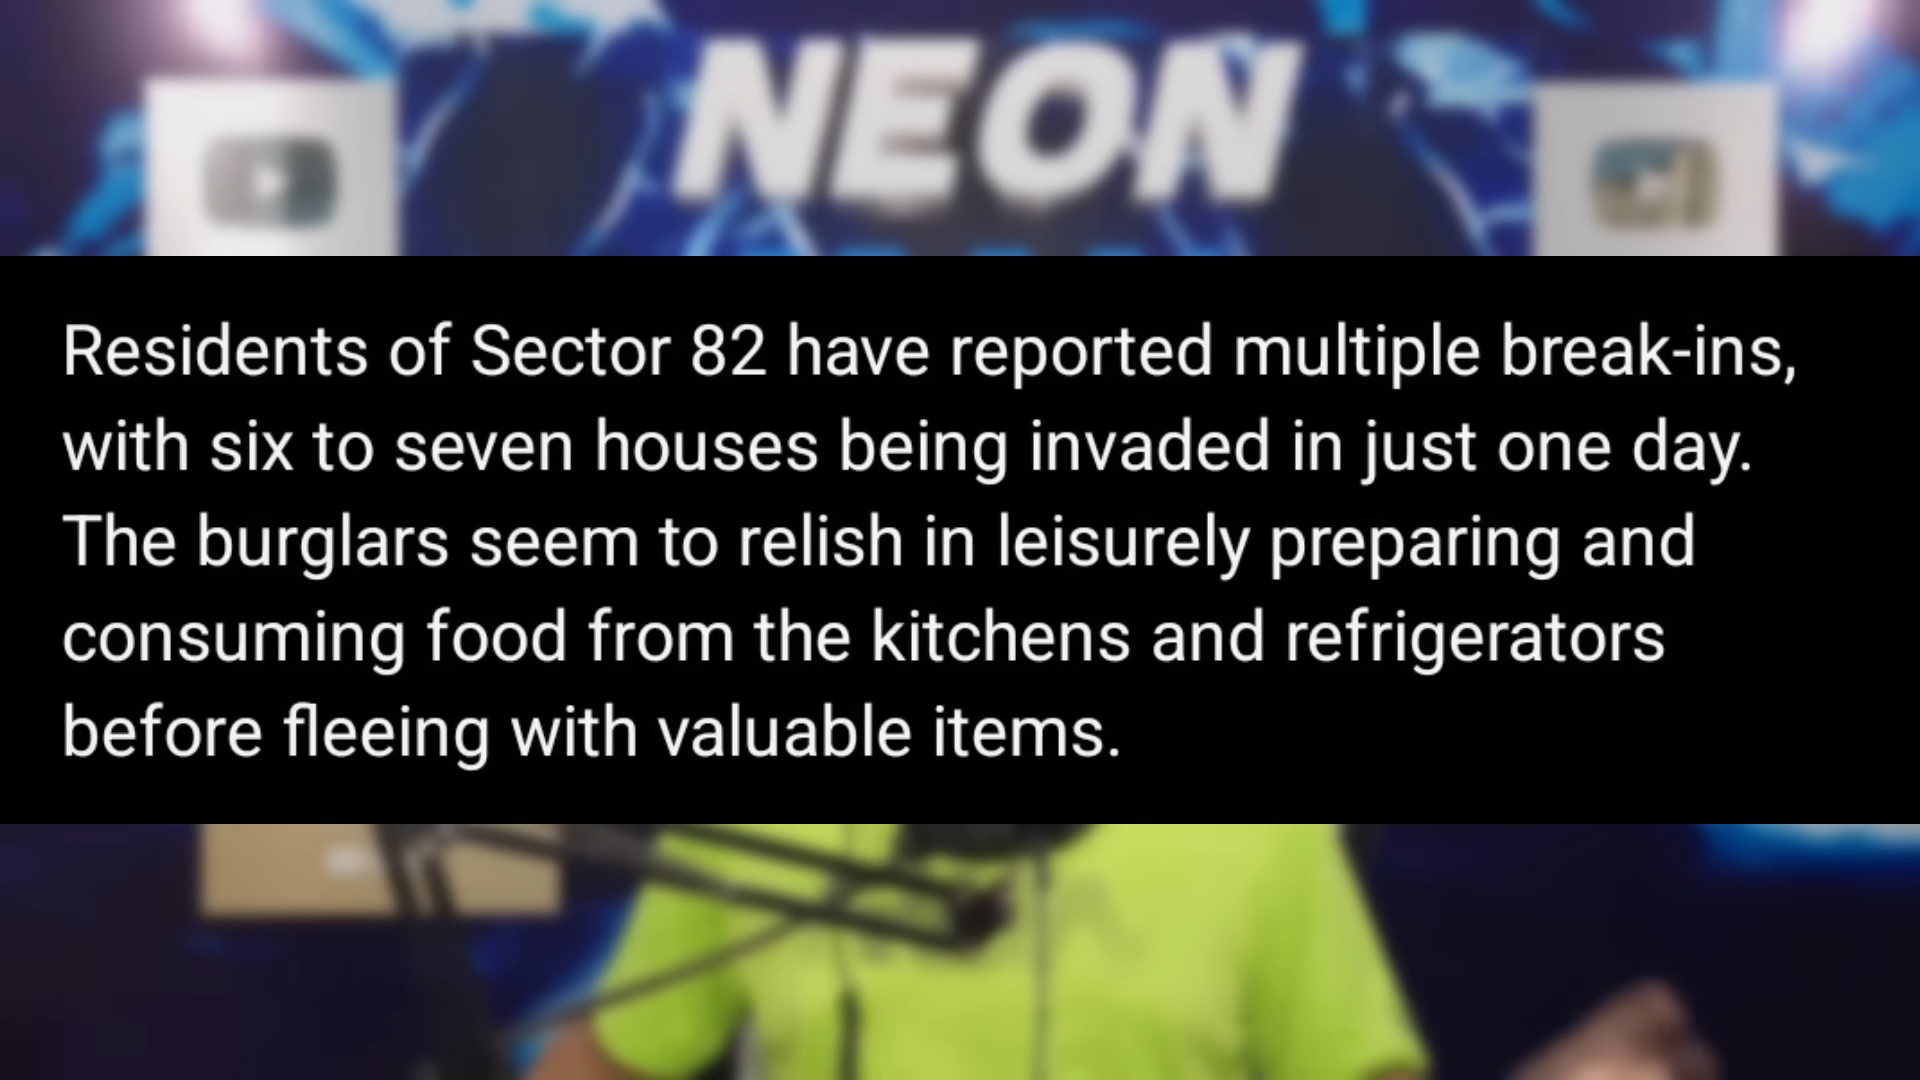 NEON
Residents of Sector 82 have reported multiple break-ins,
with six to seven houses being invaded in just one day.
The burglars seem to relish in leisurely preparing and
consuming food from the kitchens and refrigerators
before fleeing with valuable items.